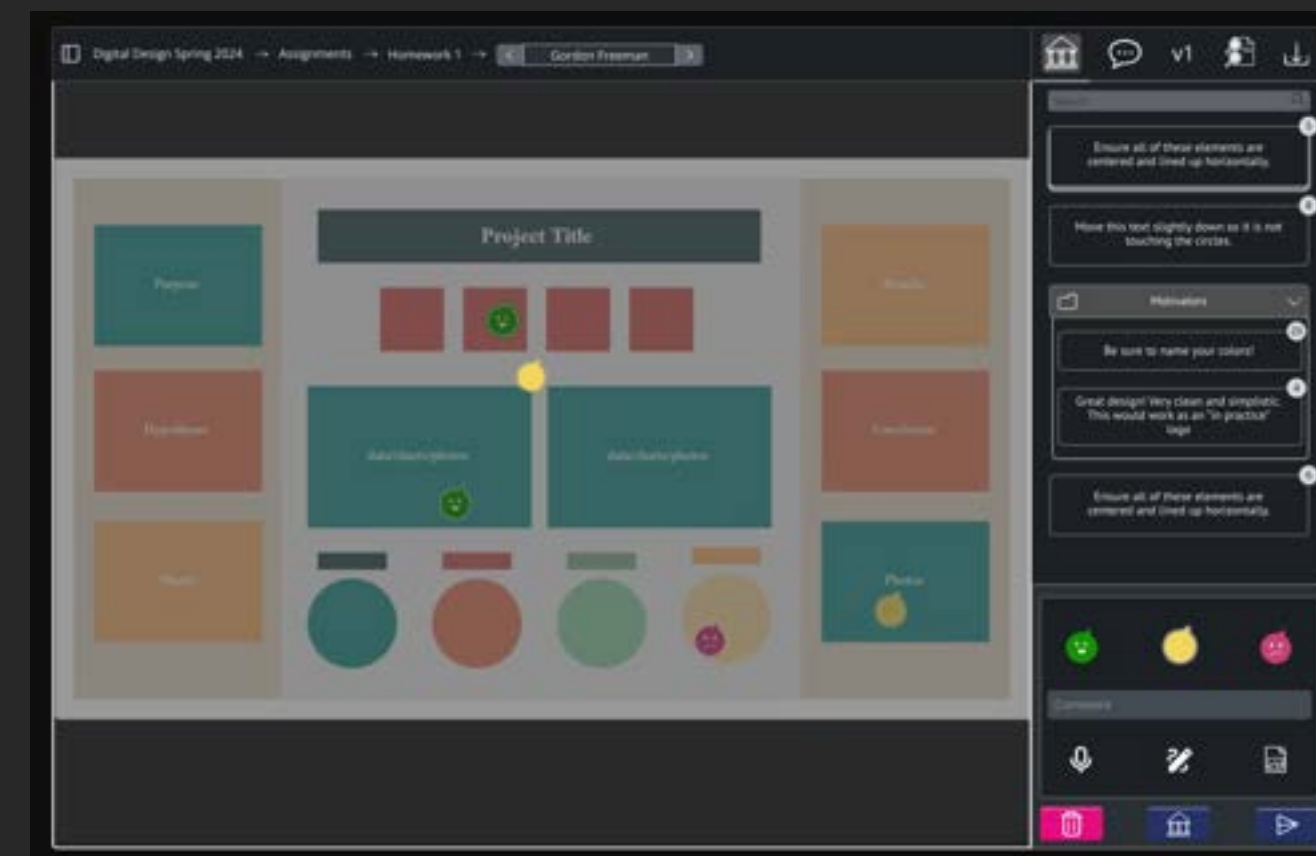 Digital Design Spring 2024 → Assignments → Homework 1 → < Gordon Freeman >
v1
Search
Ensure all of these elements are
centered and lined up horizontally.
Move this text slightly down so it is not
touching the circles.
Motivators
Be sure to name your colors!
Great design! Very clean and simplistic.
This would work as an "in practice"
logo
Ensure all of these elements are
centered and lined up horizontally.
Comment
Project Title
Purpose
Hypothesis
data/charts/photos
data/charts/photos
Results
Conclusion
Photos